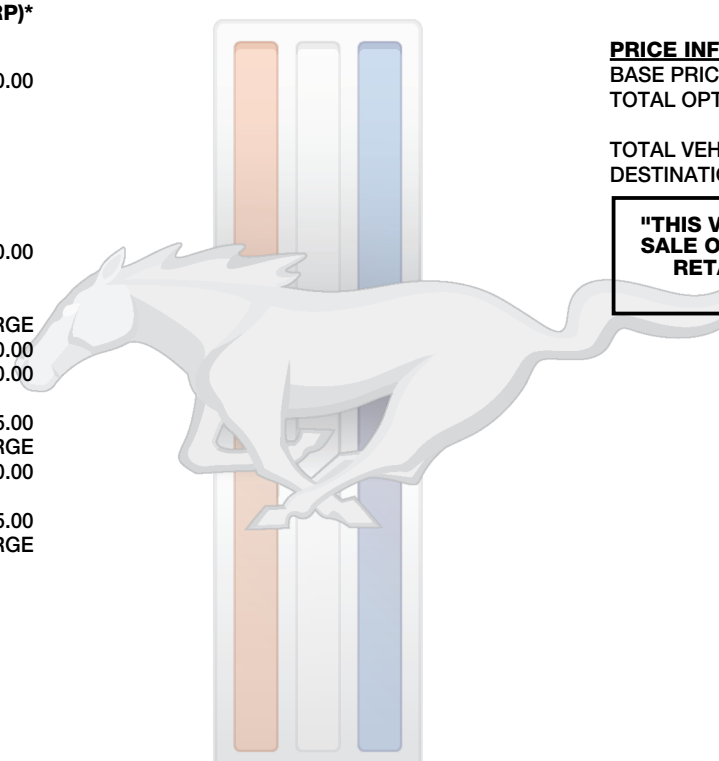 RP)*
0.00
0.00
RGE
0.00
0.00
5.00
RGE
0.00
5.00
RGE
PRICE INF
BASE PRIC
TOTAL OPT
TOTAL VEH
DESTINATIO
"THIS V
SALE O
RETA